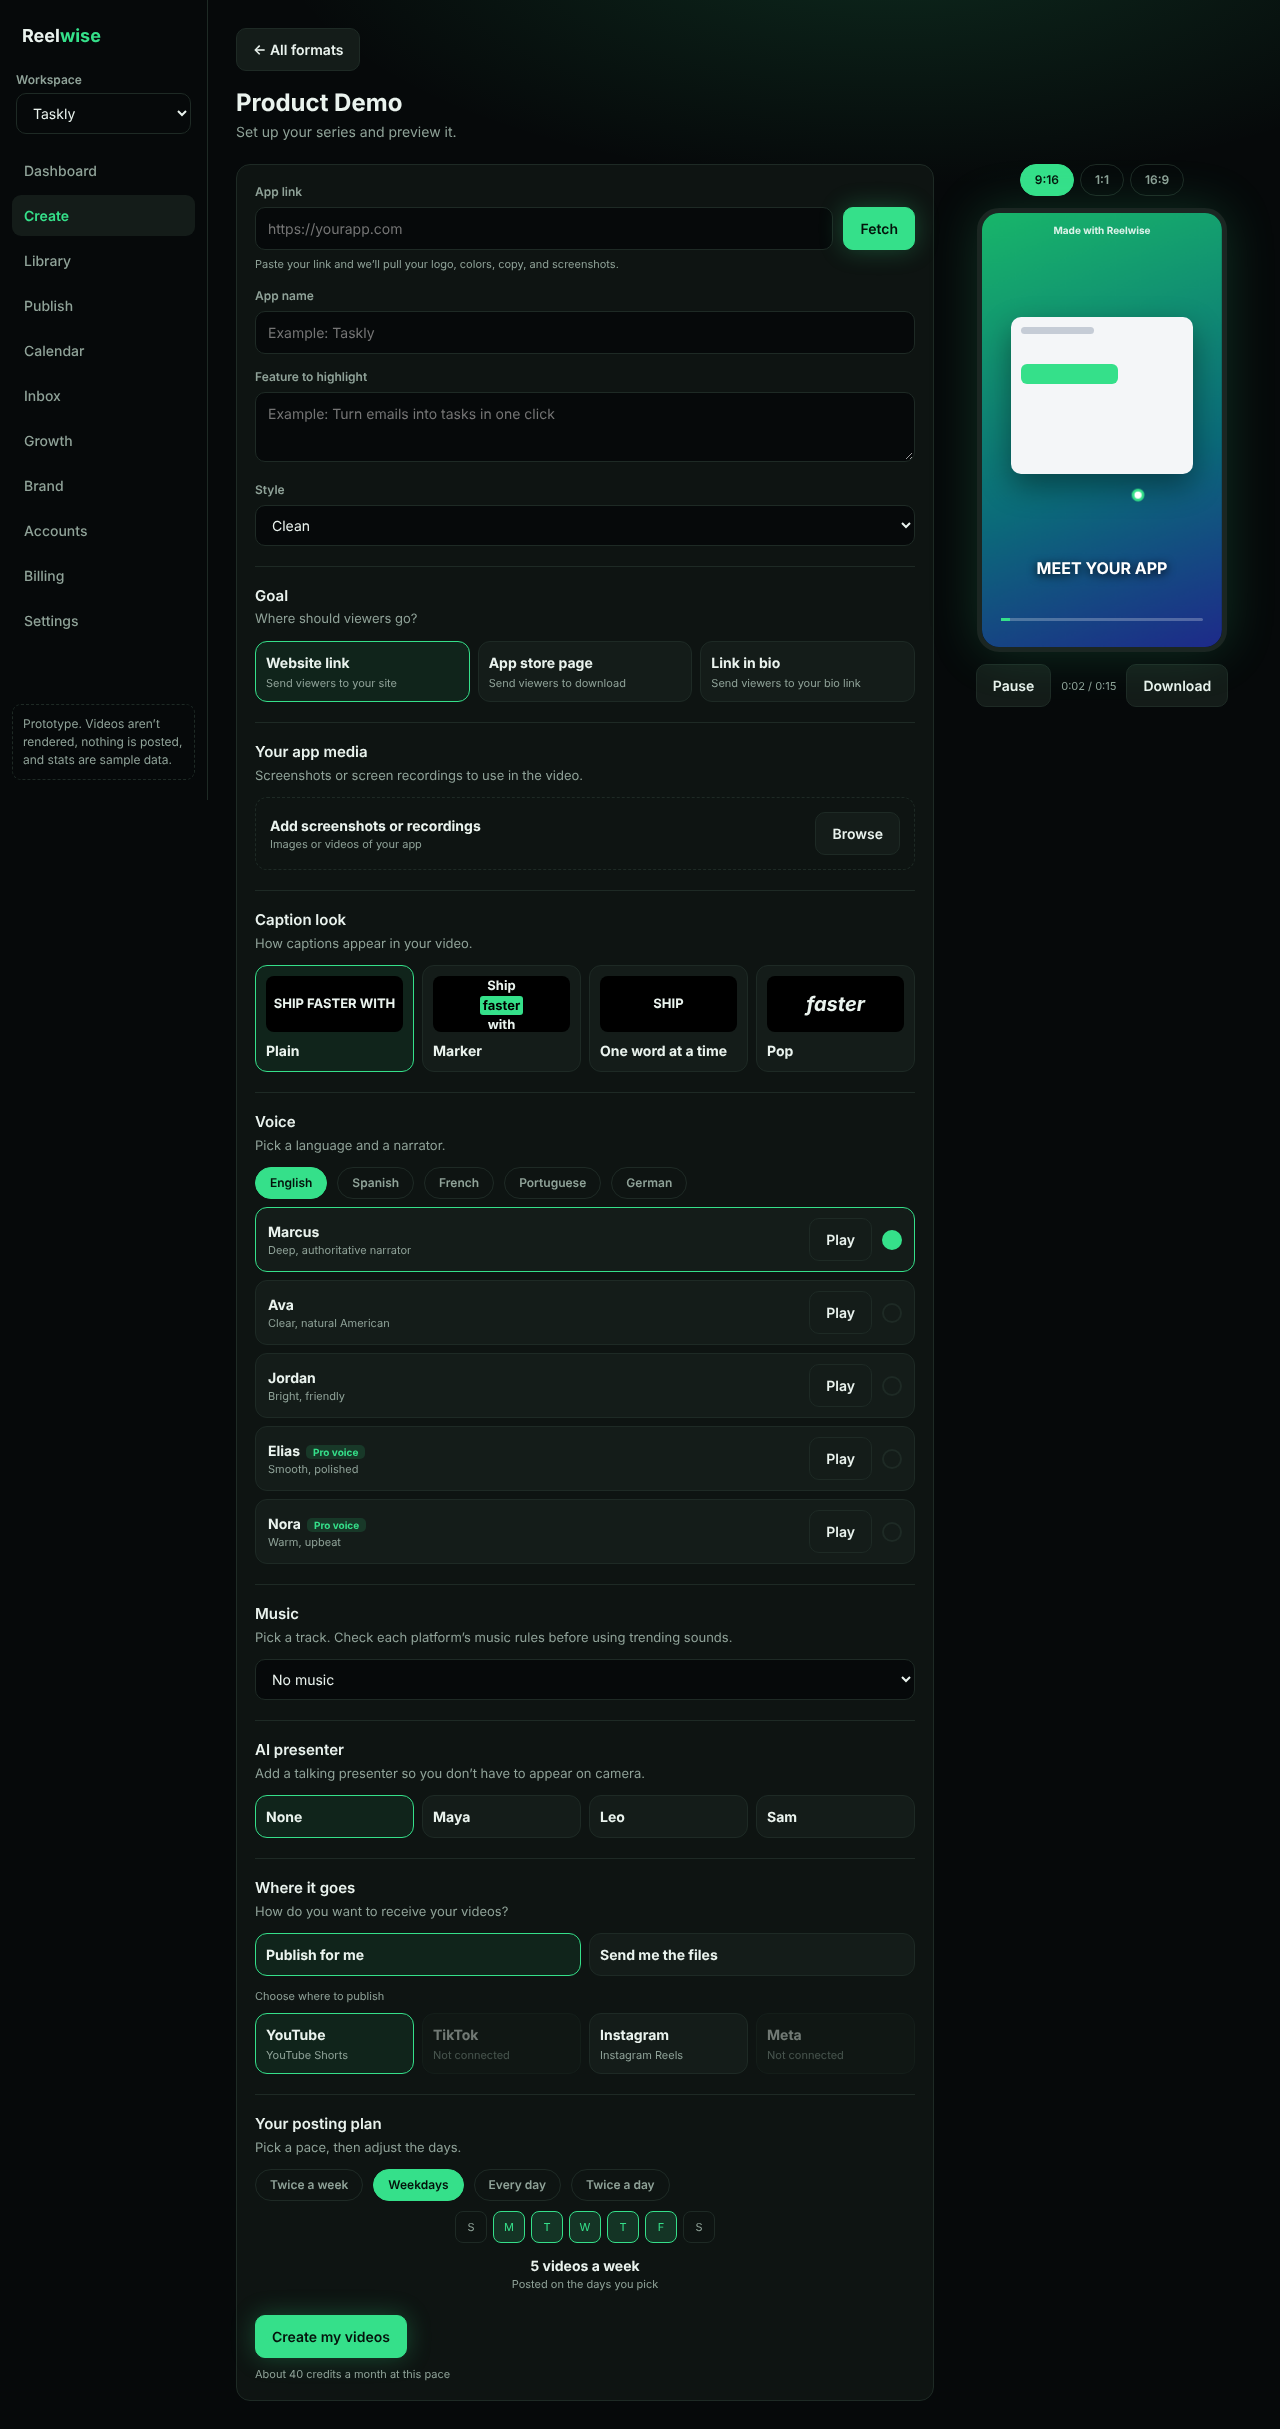 Reelwise
Workspace
Taskly
Dashboard
Create
Library
Publish
Calendar
Inbox
Growth
Brand
Accounts
Billing
Settings
Prototype. Videos aren't
rendered, nothing is posted,
and stats are sample data.
← All formats
Product Demo
Set up your series and preview it.
App link
https://yourapp.com
Fetch
Paste your link and we'll pull your logo, colors, copy, and screenshots.
App name
Example: Taskly
Feature to highlight
Example: Turn emails into tasks in one click
Style
Clean
Goal
Where should viewers go?
Website link
Send viewers to your site
App store page
Send viewers to download
Link in bio
Send viewers to your bio link
Your app media
Screenshots or screen recordings to use in the video.
Add screenshots or recordings
Images or videos of your app
Browse
Caption look
How captions appear in your video.
SHIP FASTER WITH
Plain
Ship
faster
with
Marker
SHIP
One word at a time
faster
Pop
Voice
Pick a language and a narrator.
English
Spanish
French
Portuguese
German
Marcus
Deep, authoritative narrator
Play
Ava
Clear, natural American
Play
Jordan
Bright, friendly
Play
Elias Pro voice
Smooth, polished
Play
Nora Pro voice
Warm, upbeat
Play
Music
Pick a track. Check each platform's music rules before using trending sounds.
No music
AI presenter
Add a talking presenter so you don't have to appear on camera.
None
Maya
Leo
Sam
Where it goes
How do you want to receive your videos?
Publish for me
Send me the files
Choose where to publish
YouTube
YouTube Shorts
TikTok
Not connected
Instagram
Instagram Reels
Meta
Not connected
Your posting plan
Pick a pace, then adjust the days.
Twice a week
Weekdays
Every day
Twice a day
S M T W T F S
5 videos a week
Posted on the days you pick
Create my videos
About 40 credits a month at this pace
9:16
1:1
16:9
Made with Reelwise
MEET YOUR APP
Pause
0:02 / 0:15
Download